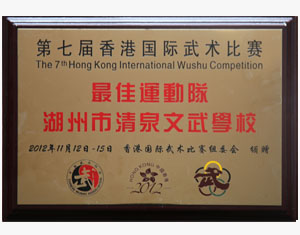 第七届香港国际武术比赛
The 7th Hong Kong International Wushu Competition
最佳運動隊
湖州市清泉文武學校
2012年11月12日-15日 香港国际武术比赛组委会 頒贈
2012